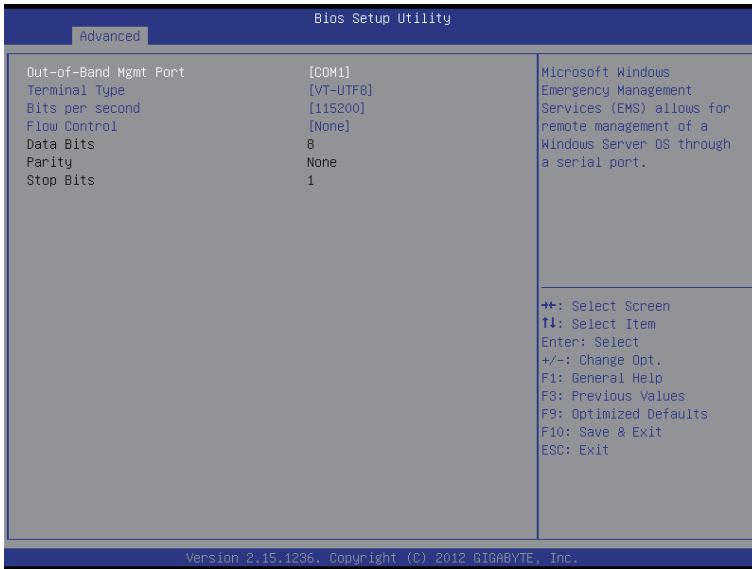 Bios Setup Utility
Advanced
Out-of-Band Mgmt Port [COM1]
Terminal Type [VT-UTF8]
Bits per second [115200]
Flow Control [None]
Data Bits 8
Parity None
Stop Bits 1
Microsoft Windows
Emergency Management
Services (EMS) allows for
remote management of a
Windows Server OS through
a serial port.
→←: Select Screen
↑↓: Select Item
Enter: Select
+/-: Change Opt.
F1: General Help
F3: Previous Values
F9: Optimized Defaults
F10: Save & Exit
ESC: Exit
Version 2.15.1236. Copyright (C) 2012 GIGABYTE, Inc.